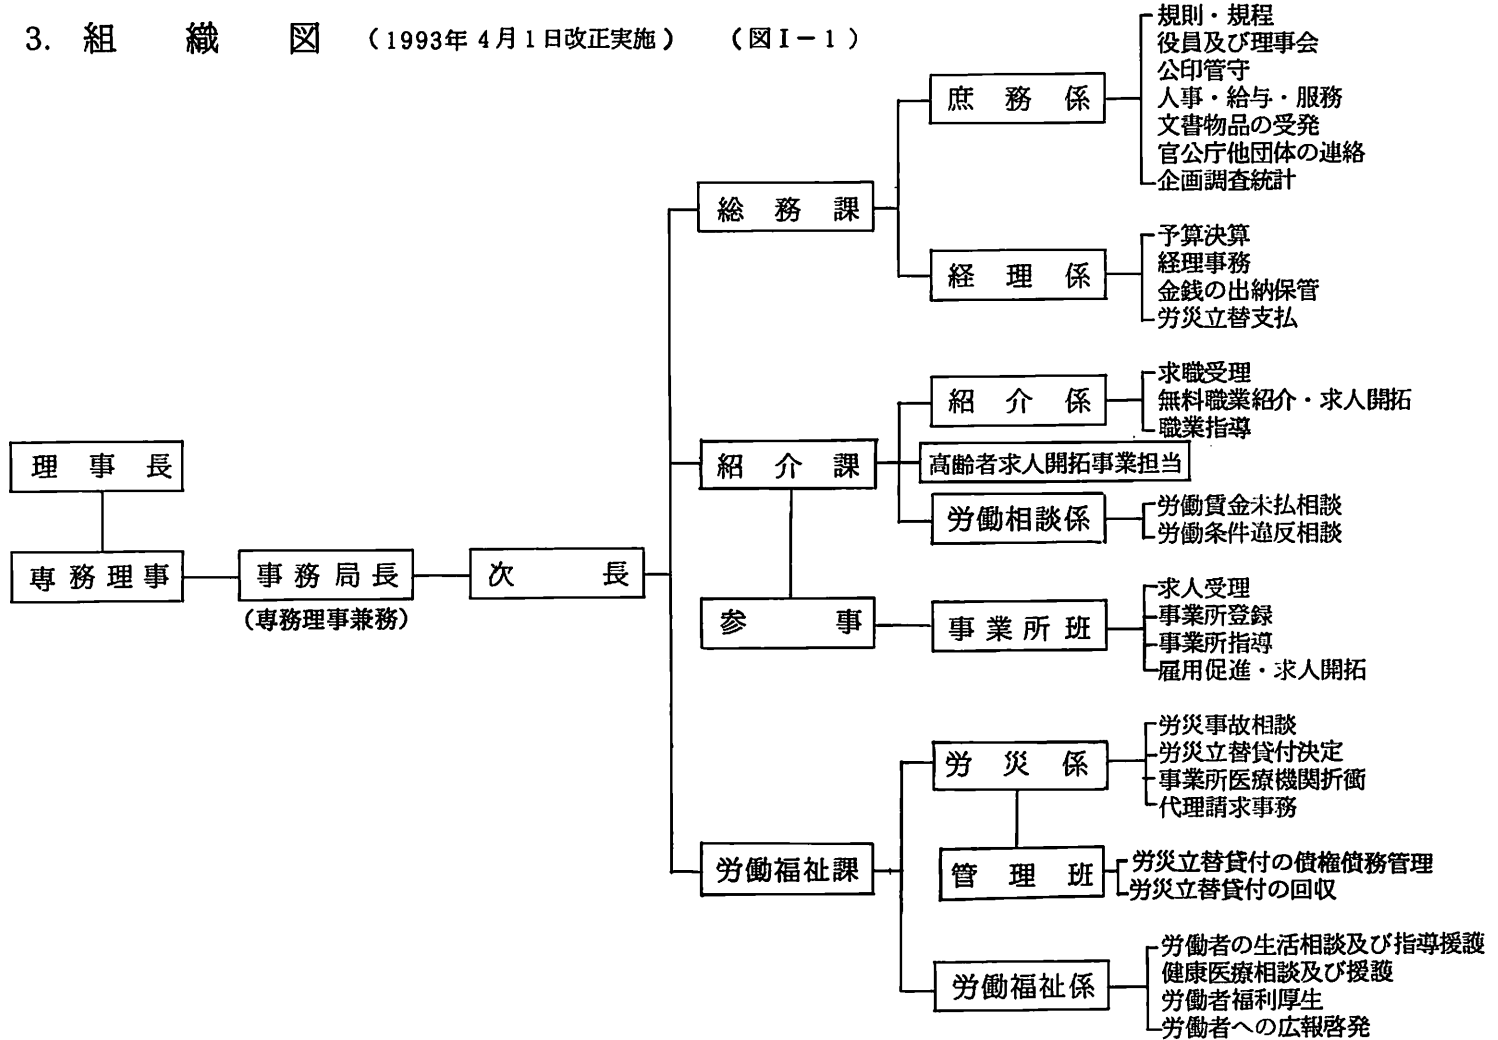 3. 組織図 （1993年4月1日改正実施） （図Ⅰ－1）
理事長
専務理事
事務局長
（専務理事兼務）
次長
総務課
庶務係
規則・規程
役員及び理事会
公印管守
人事・給与・服務
文書物品の受発
官公庁他団体の連絡
企画調査統計
経理係
予算決算
経理事務
金銭の出納保管
労災立替支払
紹介課
紹介係
求職受理
無料職業紹介・求人開拓
職業指導
高齢者求人開拓事業担当
労働相談係
労働賃金未払相談
労働条件違反相談
参事
事業所班
求人受理
事業所登録
事業所指導
雇用促進・求人開拓
労働福祉課
労災係
労災事故相談
労災立替貸付決定
事業所医療機関折衝
代理請求事務
管理班
労災立替貸付の債権債務管理
労災立替貸付の回収
労働福祉係
労働者の生活相談及び指導援護
健康医療相談及び援護
労働者福利厚生
労働者への広報啓発